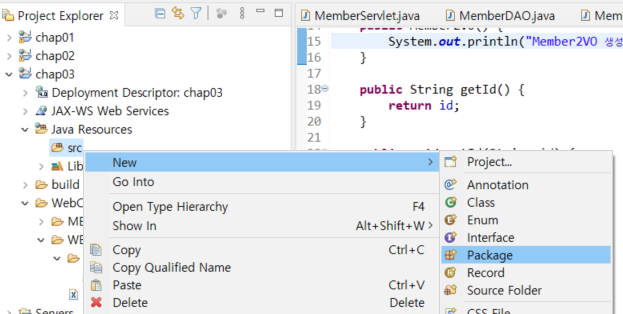 Project Explorer
chap01
chap02
chap03
Deployment Descriptor: chap03
JAX-WS Web Services
Java Resources
src
Lib
build
WebC
ME
WE
Servers
MemberServlet.java
MemberDAO.java
Mem
15 System.out.println("Member2VO 생성
16 }
17
18 public String getId() {
19 return id;
20 }
21
New
Go Into
Open Type Hierarchy F4
Show In Alt+Shift+W
Copy Ctrl+C
Copy Qualified Name
Paste Ctrl+V
Delete Delete
Project...
Annotation
Class
Enum
Interface
Package
Record
Source Folder
CSS File